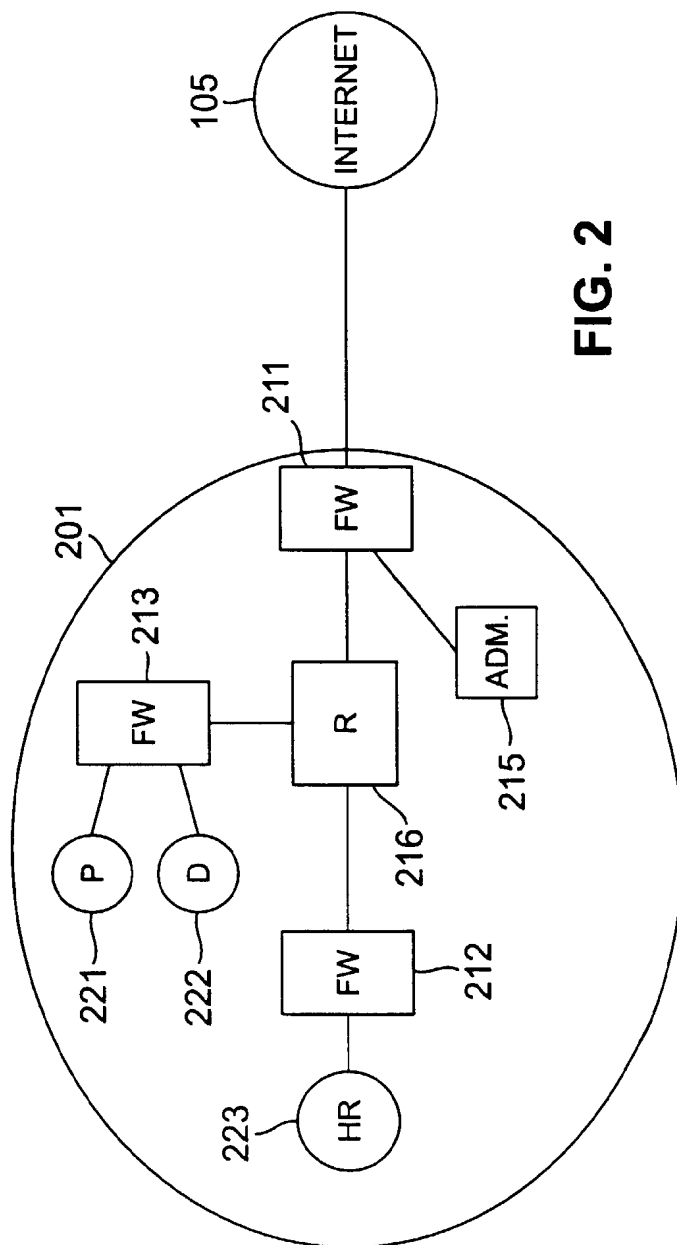 201
213
FW
P
221
D
222
211
FW
R
216
FW
212
HR
223
ADM.
215
105
INTERNET
FIG. 2